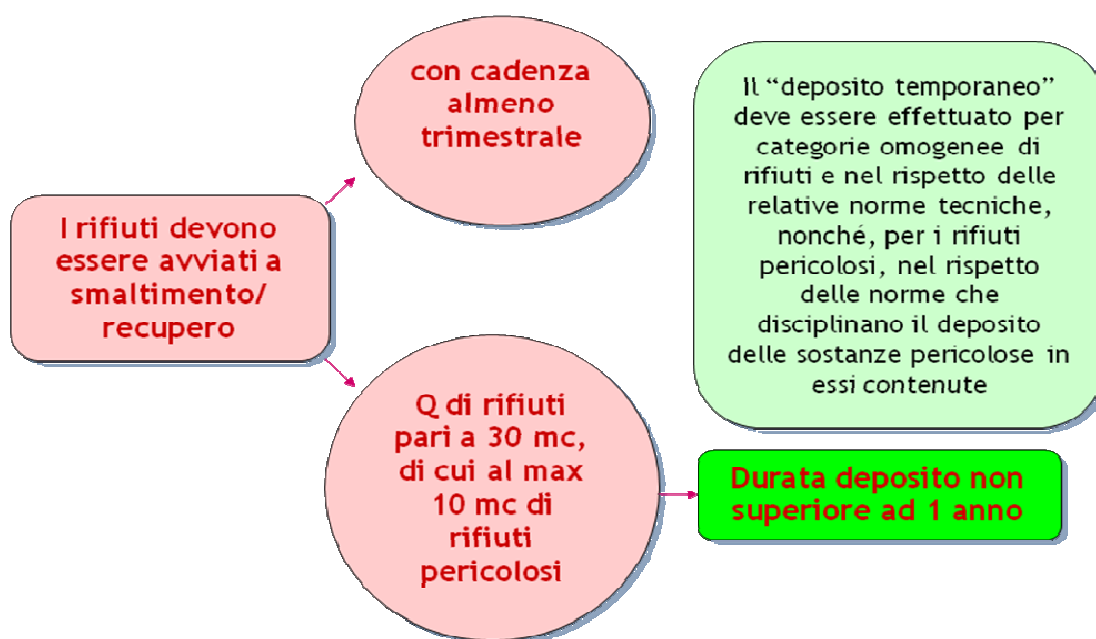 I rifiuti devono
essere avviati a
smaltimento/
recupero
con cadenza
almeno
trimestrale
Q di rifiuti
pari a 30 mc,
di cui al max
10 mc di
rifiuti
pericolosi
Il “deposito temporaneo”
deve essere effettuato per
categorie omogenee di
rifiuti e nel rispetto delle
relative norme tecniche,
nonché, per i rifiuti
pericolosi, nel rispetto
delle norme che
disciplinano il deposito
delle sostanze pericolose in
essi contenute
Durata deposito non
superiore ad 1 anno